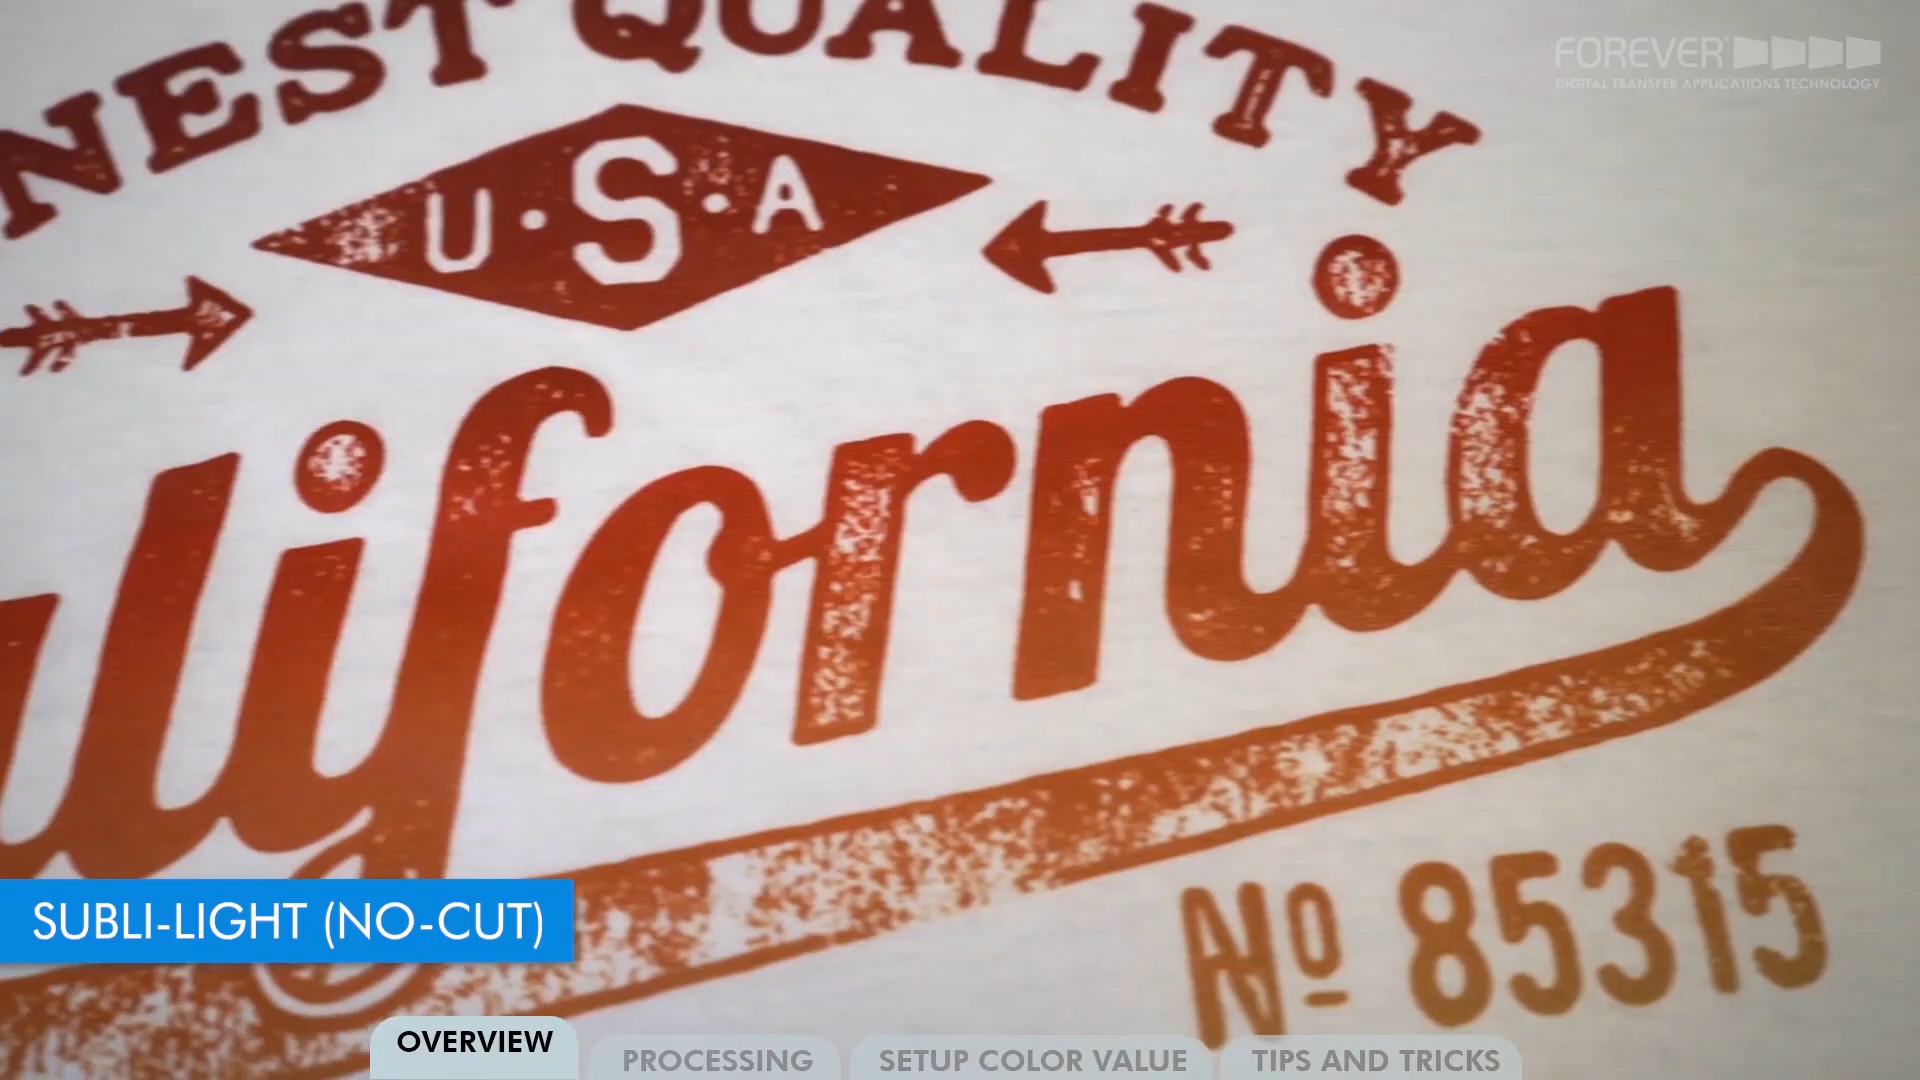 NEST QUALITY
FOREVER
DIGITAL TRANSFER APPLICATIONS TECHNOLOGY
U·S·A
alifornia
No 85315
SUBLI-LIGHT (NO-CUT)
OVERVIEW
PROCESSING
SETUP COLOR VALUE
TIPS AND TRICKS